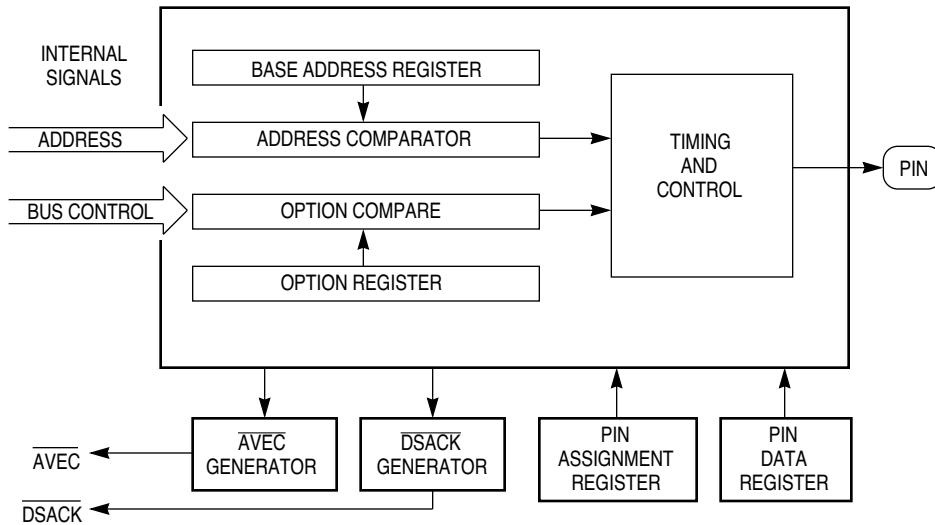 INTERNAL
SIGNALS
BASE ADDRESS REGISTER
ADDRESS
ADDRESS COMPARATOR
TIMING
AND
CONTROL
PIN
BUS CONTROL
OPTION COMPARE
OPTION REGISTER
AVEC
GENERATOR
DSACK
GENERATOR
PIN
ASSIGNMENT
REGISTER
PIN
DATA
REGISTER
AVEC
DSACK